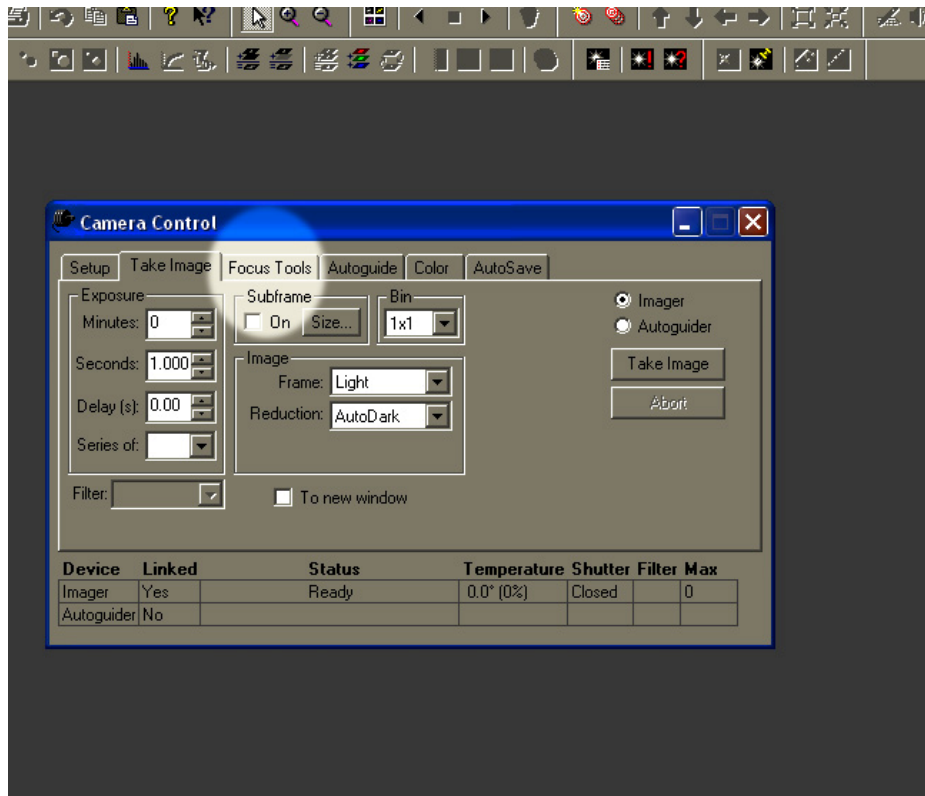 Camera Control
Setup Take Image Focus Tools Autoguide Color AutoSave
Exposure Subframe Bin
Minutes: 0 On Size... 1x1 Imager
Autoguider
Seconds: 1.000 Image Take Image
Frame: Light
Delay (s): 0.00 Reduction: AutoDark Abort
Series of:
Filter: To new window
Device Linked Status Temperature Shutter Filter Max
Imager Yes Ready 0.0° (0%) Closed 0
Autoguider No